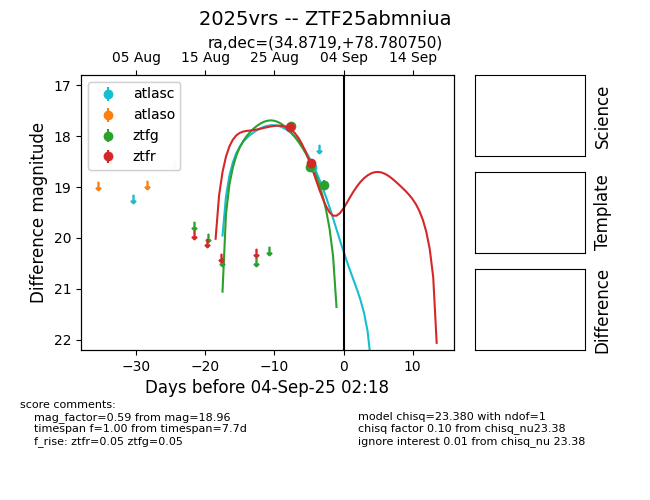 2025vrs -- ZTF25abmniua
ra,dec=(34.8719,+78.780750)
05 Aug 15 Aug 25 Aug 04 Sep 14 Sep
atlasc
atlaso
ztfg
ztfr
17
18
19
20
21
22
Difference magnitude
−30 −20 −10 0 10
Days before 04-Sep-25 02:18
Science
Template
Difference
score comments:
mag_factor=0.59 from mag=18.96
timespan f=1.00 from timespan=7.7d
f_rise: ztfr=0.05 ztfg=0.05
model chisq=23.380 with ndof=1
chisq factor 0.10 from chisq_nu23.38
ignore interest 0.01 from chisq_nu 23.38